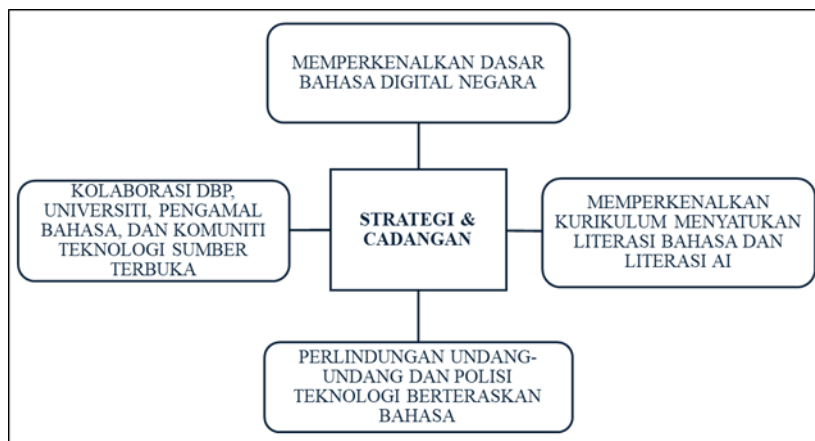 MEMPERKENALKAN DASAR
BAHASA DIGITAL NEGARA
KOLABORASI DBP,
UNIVERSITI, PENGAMAL
BAHASA, DAN KOMUNITI
TEKNOLOGI SUMBER
TERBUKA
STRATEGI &
CADANGAN
MEMPERKENALKAN
KURIKULUM MENYATUKAN
LITERASI BAHASA DAN
LITERASI AI
PERLINDUNGAN UNDANG-
UNDANG DAN POLISI
TEKNOLOGI BERTERASKAN
BAHASA